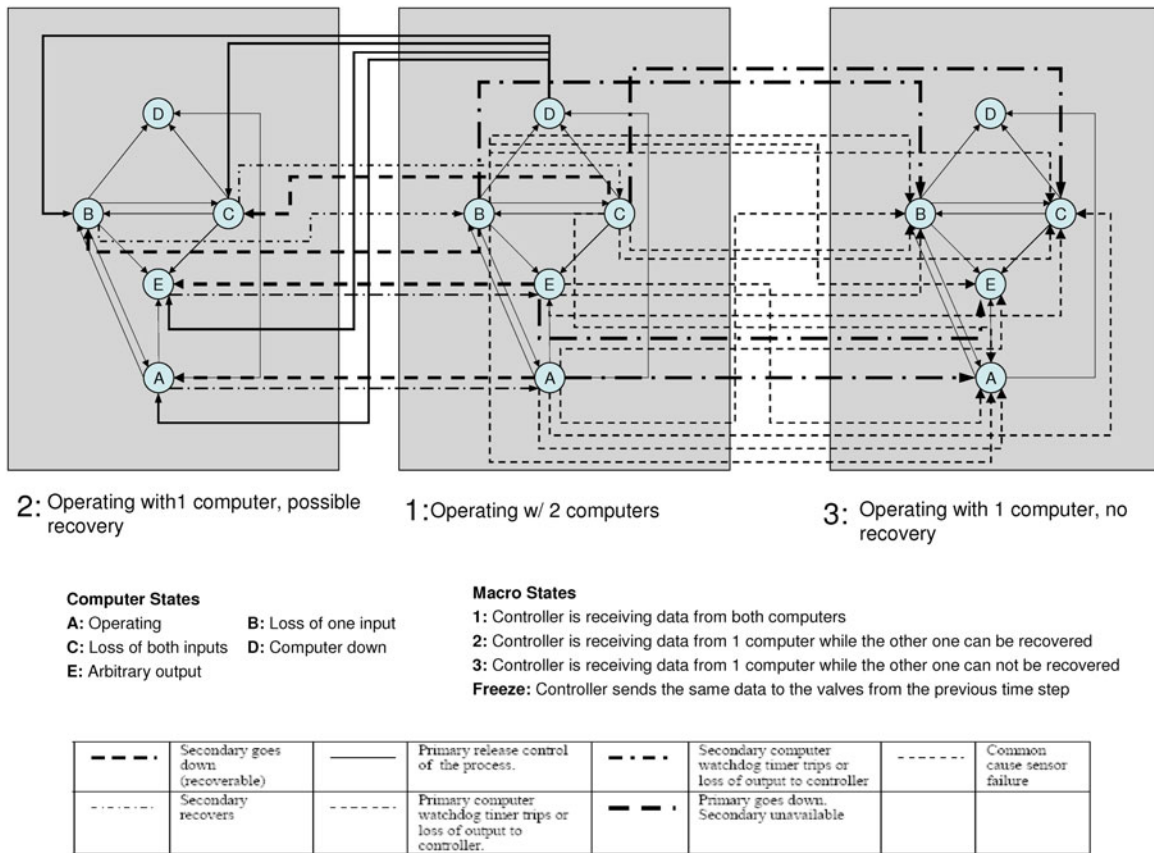 D
B
C
E
A
D
B
C
E
A
D
B
C
E
A
2: Operating with1 computer, possible
recovery
1:Operating w/ 2 computers
3: Operating with 1 computer, no
recovery
Computer States
A: Operating B: Loss of one input
C: Loss of both inputs D: Computer down
E: Arbitrary output
Macro States
1: Controller is receiving data from both computers
2: Controller is receiving data from 1 computer while the other one can be recovered
3: Controller is receiving data from 1 computer while the other one can not be recovered
Freeze: Controller sends the same data to the valves from the previous time step
Secondary goes
down
(recoverable)
Primary release control
of the process.
Secondary computer
watchdog timer trips or
loss of output to controller
Common
cause sensor
failure
Secondary
recovers
Primary computer
watchdog timer trips or
loss of output to
controller.
Primary goes down.
Secondary unavailable